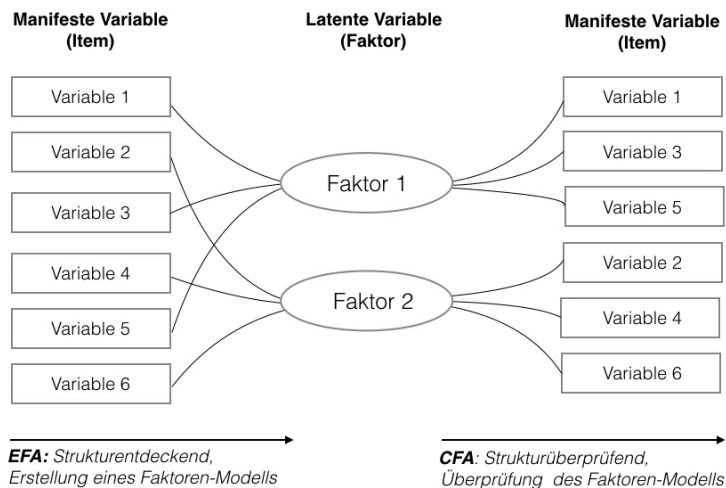 Manifeste Variable
(Item)
Latente Variable
(Faktor)
Manifeste Variable
(Item)
Variable 1
Variable 2
Variable 3
Variable 4
Variable 5
Variable 6
Faktor 1
Faktor 2
Variable 1
Variable 3
Variable 5
Variable 2
Variable 4
Variable 6
EFA: Strukturentdeckend,
Erstellung eines Faktoren-Modells
CFA: Strukturüberprüfend,
Überprüfung des Faktoren-Modells